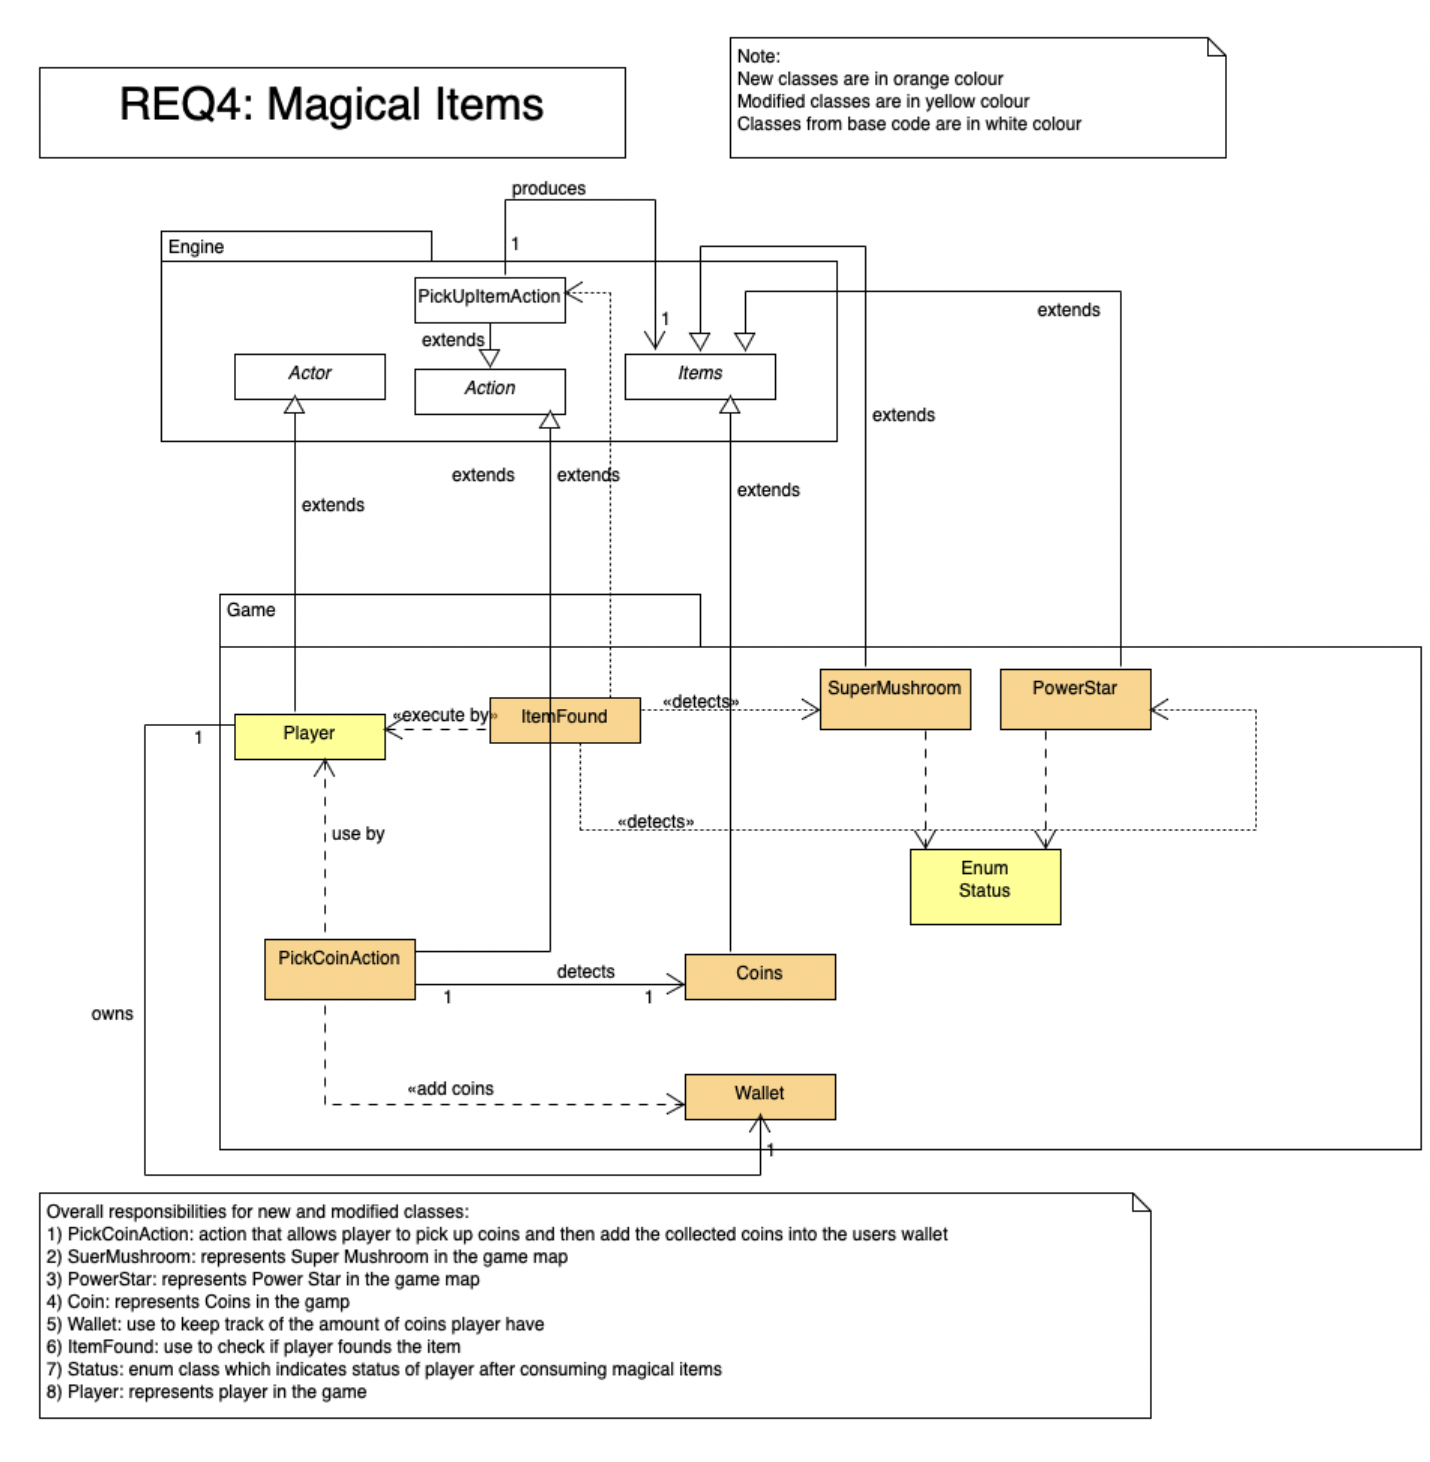 REQ4: Magical Items
Note:
New classes are in orange colour
Modified classes are in yellow colour
Classes from base code are in white colour
produces
1
Engine
PickUpItemAction
extends
1
extends
Actor
Action
Items
extends
extends
extends
extends
extends
Game
SuperMushroom
PowerStar
«detects»
«execute by»
ItemFound
Player
1
«detects»
use by
Enum
Status
PickCoinAction
detects
Coins
1
1
owns
«add coins
Wallet
1
Overall responsibilities for new and modified classes:
1) PickCoinAction: action that allows player to pick up coins and then add the collected coins into the users wallet
2) SuerMushroom: represents Super Mushroom in the game map
3) PowerStar: represents Power Star in the game map
4) Coin: represents Coins in the gamp
5) Wallet: use to keep track of the amount of coins player have
6) ItemFound: use to check if player founds the item
7) Status: enum class which indicates status of player after consuming magical items
8) Player: represents player in the game